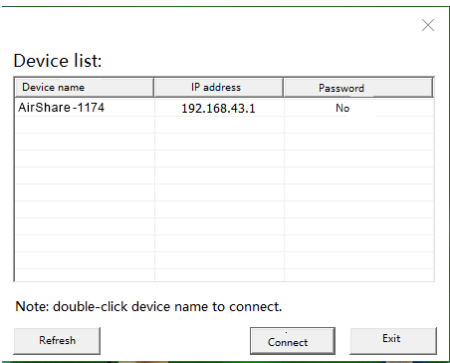 Device list:
Device name IP address Password
AirShare-1174 192.168.43.1 No
Note: double-click device name to connect.
Refresh Connect Exit